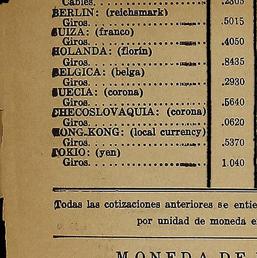 Cables. .2805
BERLIN: (reichsmark)
Giros. .5015
SUIZA: (franco)
Giros. .4050
HOLANDA: (florín)
Giros. .8435
BELGICA: (belga)
Giros. .2930
SUECIA: (corona)
Giros. .5640
CHECOSLOVAQUIA: (corona)
Giros. .0620
HONG-KONG: (local currency)
Giros. .5370
TOKIO: (yen)
Giros. 1.040
Todas las cotizaciones anteriores se entie
por unidad de moneda e
MONEDA DE